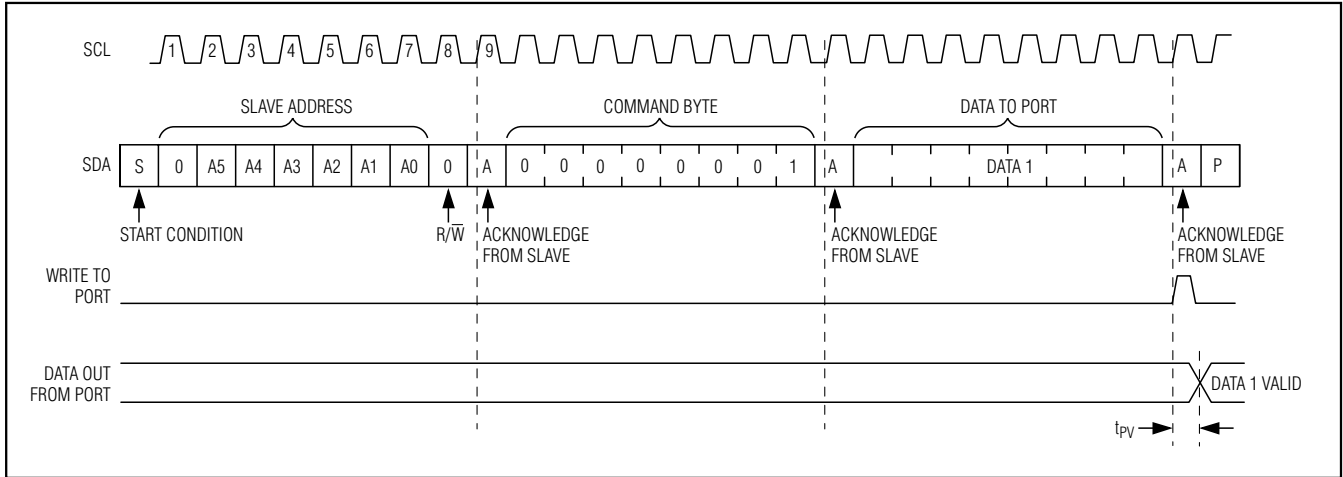 SCL 1 2 3 4 5 6 7 8 9
SLAVE ADDRESS COMMAND BYTE DATA TO PORT
SDA S 0 A5 A4 A3 A2 A1 A0 0 A 0 0 0 0 0 0 0 1 A DATA 1 A P
START CONDITION R/W̅ ACKNOWLEDGE FROM SLAVE ACKNOWLEDGE FROM SLAVE ACKNOWLEDGE FROM SLAVE
WRITE TO
PORT
DATA OUT
FROM PORT
DATA 1 VALID
tPV